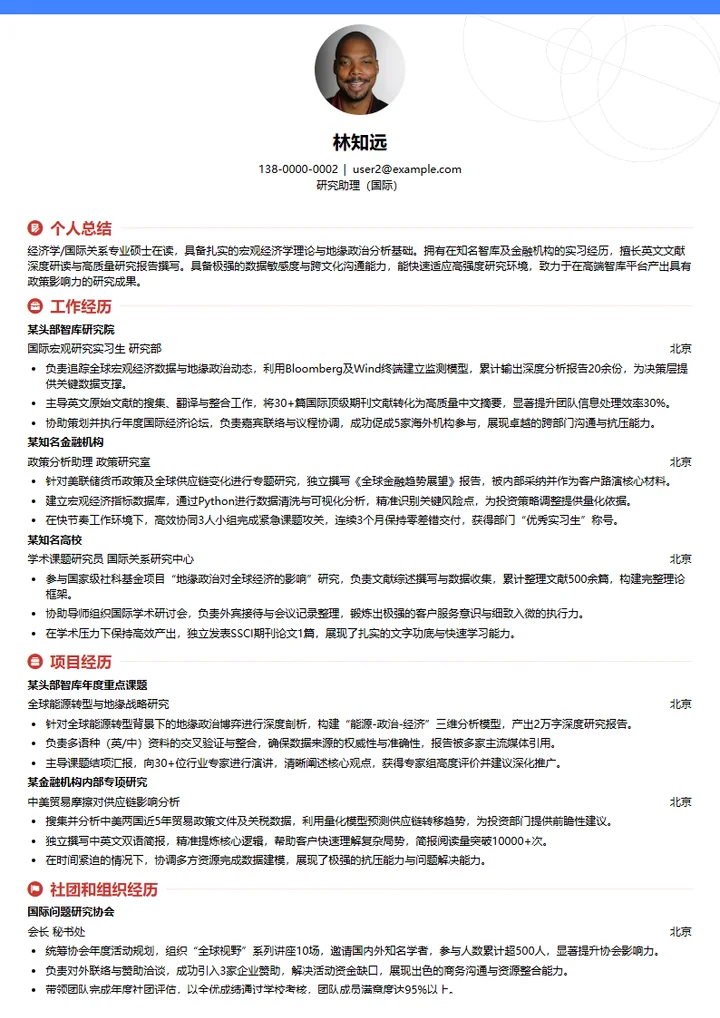 林知远
138-0000-0002 | user2@example.com
研究助理（国际）
个人总结
经济学/国际关系专业硕士在读，具备扎实的宏观经济学理论与地缘政治分析基础。拥有在知名智库及金融机构的实习经历，擅长英文文献
深度研读与高质量研究报告撰写。具备极强的数据敏感度与跨文化沟通能力，能快速适应高强度研究环境，致力于在高端智库平台产出具有
政策影响力的研究成果。
工作经历
某头部智库研究院
国际宏观研究实习生 研究部 北京
• 负责追踪全球宏观经济数据与地缘政治动态，利用Bloomberg及Wind终端建立监测模型，累计输出深度分析报告20余份，为决策层提
供关键数据支撑。
• 主导英文原始文献的搜集、翻译与整合工作，将30+篇国际顶级期刊文献转化为高质量中文摘要，显著提升团队信息处理效率30%。
• 协助策划并执行年度国际经济论坛，负责嘉宾联络与议程协调，成功促成5家海外机构参与，展现卓越的跨部门沟通与抗压能力。
某知名金融机构
政策分析助理 政策研究室 北京
• 针对美联储货币政策及全球供应链变化进行专题研究，独立撰写《全球金融趋势展望》报告，被内部采纳并作为客户路演核心材料。
• 建立宏观经济指标数据库，通过Python进行数据清洗与可视化分析，精准识别关键风险点，为投资策略调整提供量化依据。
• 在快节奏工作环境下，高效协同3人小组完成紧急课题攻关，连续3个月保持零差错交付，获得部门“优秀实习生”称号。
某知名高校
学术课题研究员 国际关系研究中心 北京
• 参与国家级社科基金项目“地缘政治对全球经济的影响”研究，负责文献综述撰写与数据收集，累计整理文献500余篇，构建完整理论
框架。
• 协助导师组织国际学术研讨会，负责外宾接待与会议记录整理，锻炼出极强的客户服务意识与细致入微的执行力。
• 在学术压力下保持高效产出，独立发表SSCI期刊论文1篇，展现了扎实的文字功底与快速学习能力。
项目经历
某头部智库年度重点课题
全球能源转型与地缘战略研究 北京
• 针对全球能源转型背景下的地缘政治博弈进行深度剖析，构建“能源-政治-经济”三维分析模型，产出2万字深度研究报告。
• 负责多语种（英/中）资料的交叉验证与整合，确保数据来源的权威性与准确性，报告被多家主流媒体引用。
• 主导课题结项汇报，向30+位行业专家进行演讲，清晰阐述核心观点，获得专家组高度评价并建议深化推广。
某金融机构内部专项研究
中美贸易摩擦对供应链影响分析 北京
• 搜集并分析中美两国近5年贸易政策文件及关税数据，利用量化模型预测供应链转移趋势，为投资部门提供前瞻性建议。
• 独立撰写中英文双语简报，精准提炼核心逻辑，帮助客户快速理解复杂局势，简报阅读量突破10000+次。
• 在时间紧迫的情况下，协调多方资源完成数据建模，展现了极强的抗压能力与问题解决能力。
社团和组织经历
国际问题研究协会
会长 秘书处 北京
• 统筹协会年度活动规划，组织“全球视野”系列讲座10场，邀请国内外知名学者，参与人数累计超500人，显著提升协会影响力。
• 负责对外联络与赞助洽谈，成功引入3家企业赞助，解决活动资金缺口，展现出色的商务沟通与资源整合能力。
• 带领团队完成年度社团评估，以全优成绩通过学校考核，团队成员满意度达95%以上。